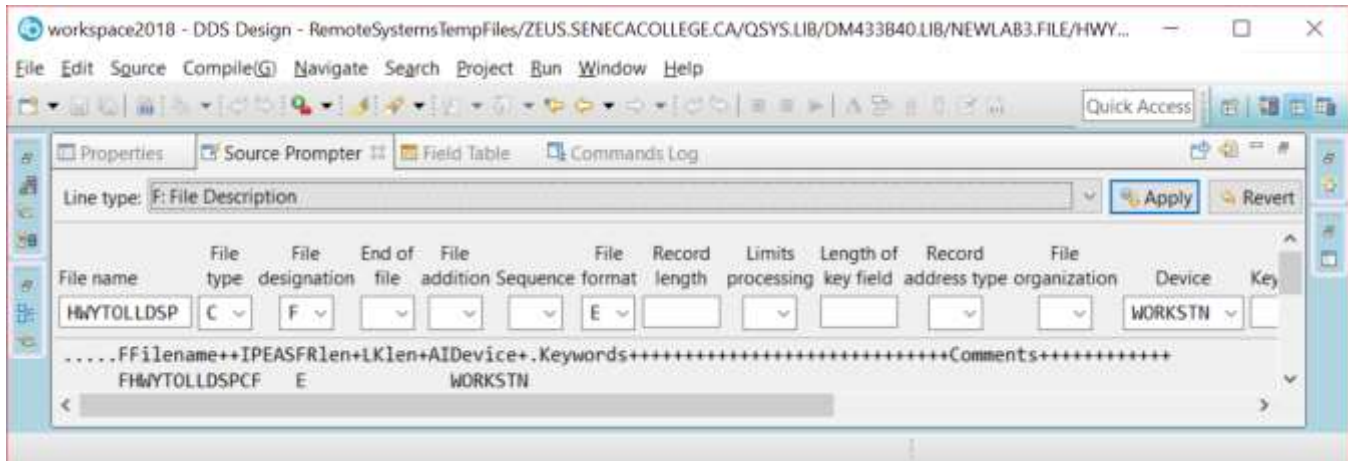 workspace2018 - DDS Design - RemoteSystemsTempFiles/ZEUS.SENECACOLLEGE.CA/QSYS.LIB/DM433B40.LIB/NEWLAB3.FILE/HWY...
File Edit Source Compile(G) Navigate Search Project Run Window Help
Quick Access
Properties Source Prompter Field Table Commands Log
Line type: F: File Description Apply Revert
File File End of File File Record Limits Length of Record File
File name type designation file addition Sequence format length processing key field address type organization Device Key
HWYTOLLDSP C F E WORKSTN
.....FFilename++IPEASFRlen+LKlen+AIDevice+.Keywords+++++++++++++++++++++++++++++Comments++++++++++++
FHWYTOLLDSPCF E WORKSTN